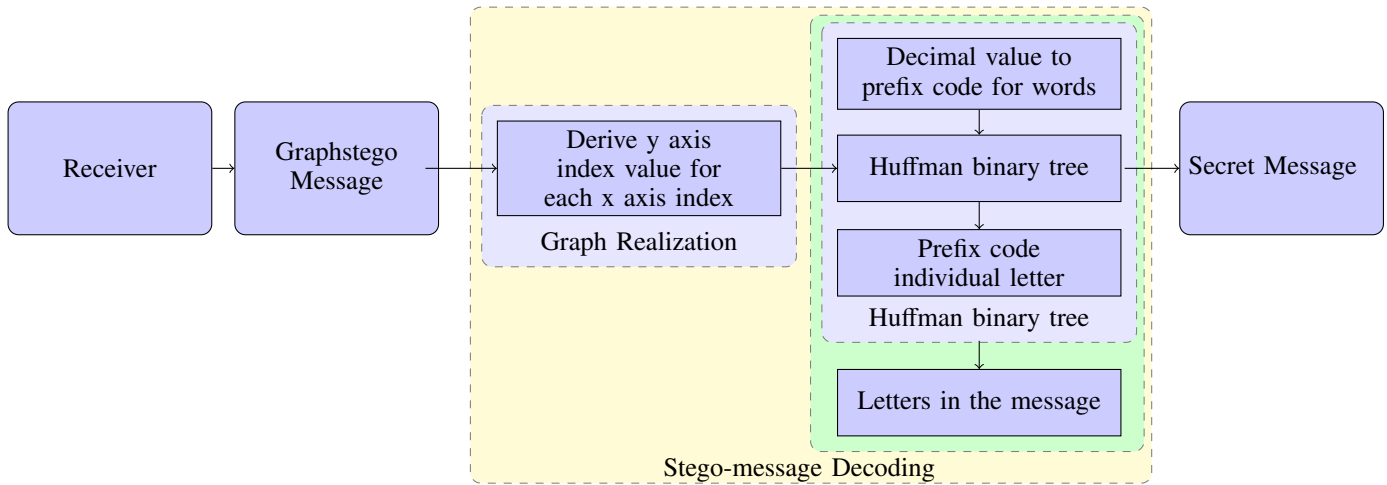 Receiver
Graphstego
Message
Derive y axis
index value for
each x axis index
Graph Realization
Decimal value to
prefix code for words
Huffman binary tree
Prefix code
individual letter
Huffman binary tree
Letters in the message
Stego-message Decoding
Secret Message